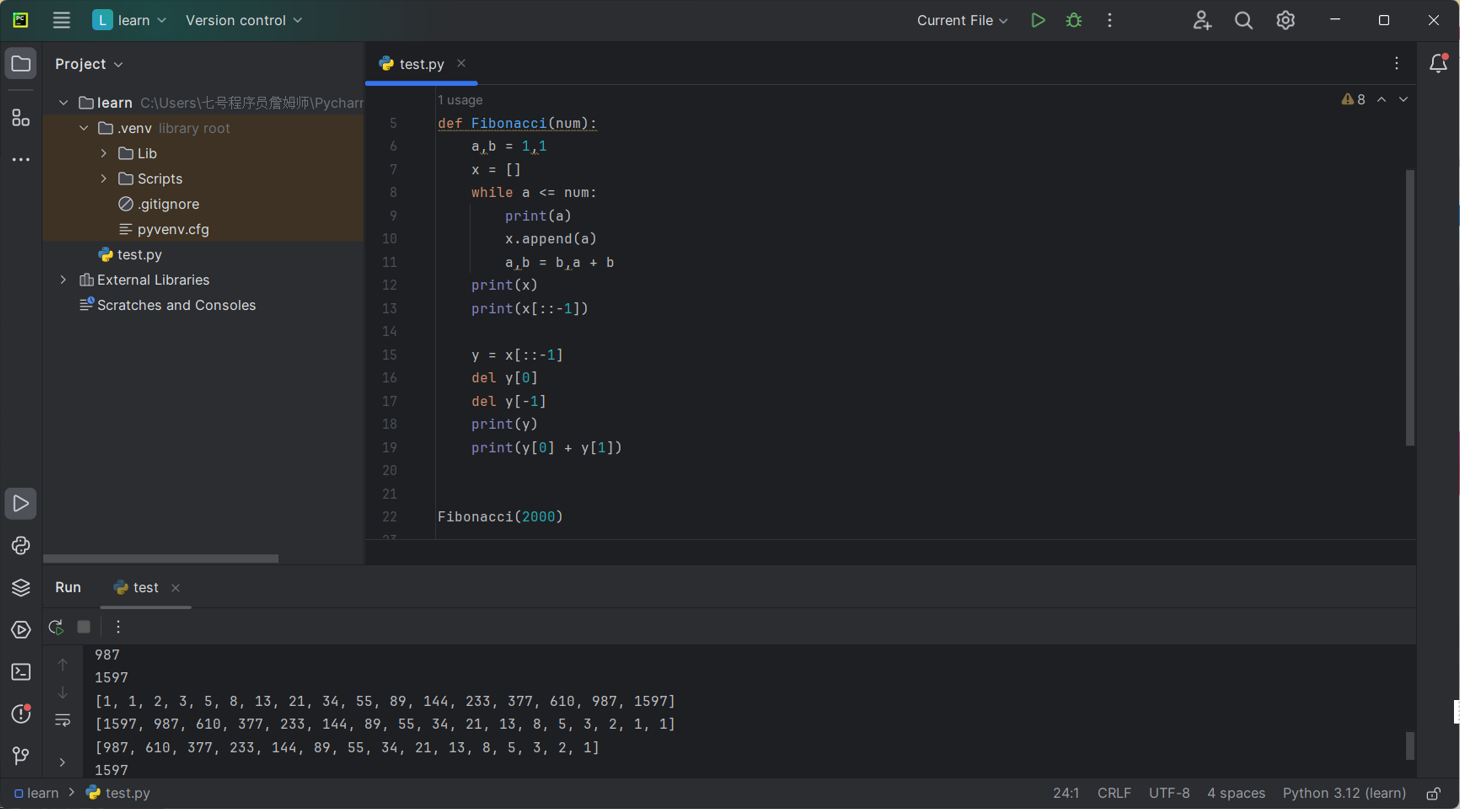 L learn Version control Current File
Project
test.py
learn C:\Users\七号程序员詹姆师\Pycharr
.venv library root
Lib
Scripts
.gitignore
pyvenv.cfg
test.py
External Libraries
Scratches and Consoles
1 usage
8
5 def Fibonacci(num):
6 a,b = 1,1
7 x = []
8 while a <= num:
9 print(a)
10 x.append(a)
11 a,b = b,a + b
12 print(x)
13 print(x[::-1])
14
15 y = x[::-1]
16 del y[0]
17 del y[-1]
18 print(y)
19 print(y[0] + y[1])
20
21
22 Fibonacci(2000)
23
Run test
987
1597
[1, 1, 2, 3, 5, 8, 13, 21, 34, 55, 89, 144, 233, 377, 610, 987, 1597]
[1597, 987, 610, 377, 233, 144, 89, 55, 34, 21, 13, 8, 5, 3, 2, 1, 1]
[987, 610, 377, 233, 144, 89, 55, 34, 21, 13, 8, 5, 3, 2, 1]
1597
learn > test.py 24:1 CRLF UTF-8 4 spaces Python 3.12 (learn)